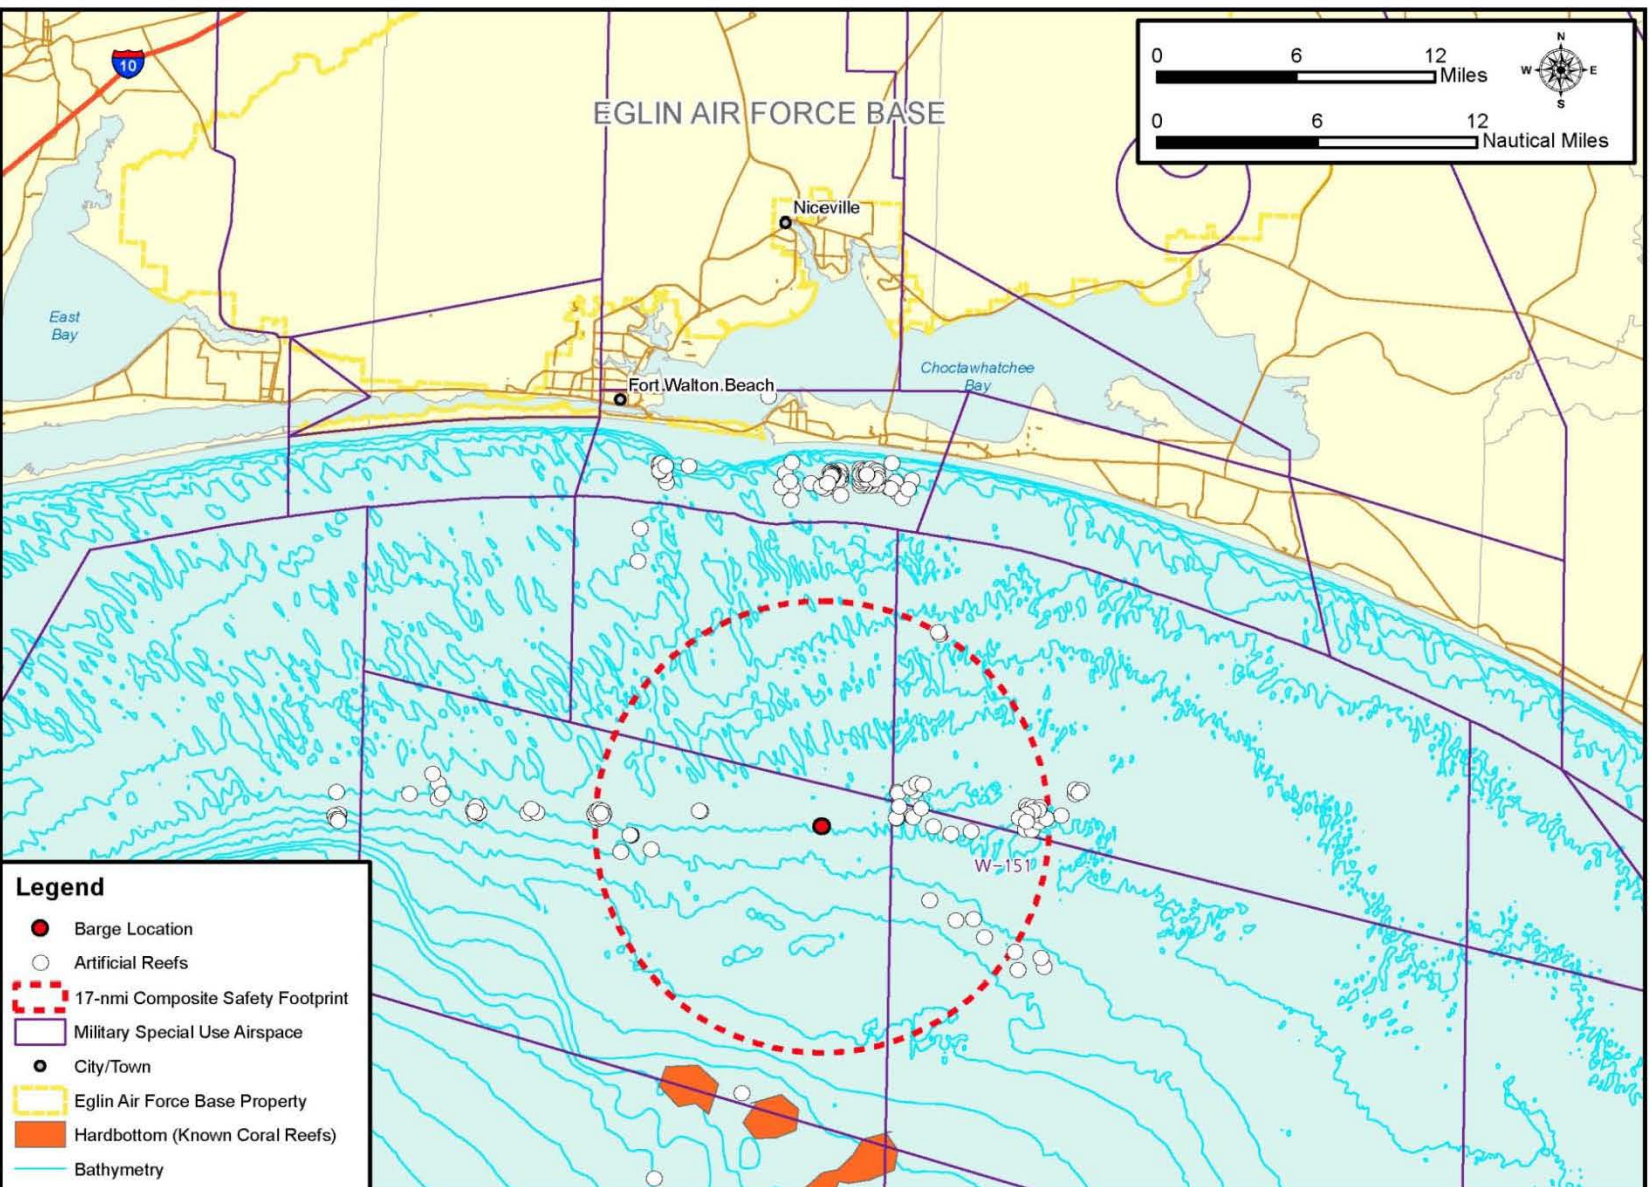 10
EGLIN AIR FORCE BASE
0 6 12
Miles
N
W E
S
0 6 12
Nautical Miles
Niceville
East
Bay
Fort Walton Beach
Choctawhatchee
Bay
W-151
Legend
Barge Location
Artificial Reefs
17-nmi Composite Safety Footprint
Military Special Use Airspace
City/Town
Eglin Air Force Base Property
Hardbottom (Known Coral Reefs)
Bathymetry